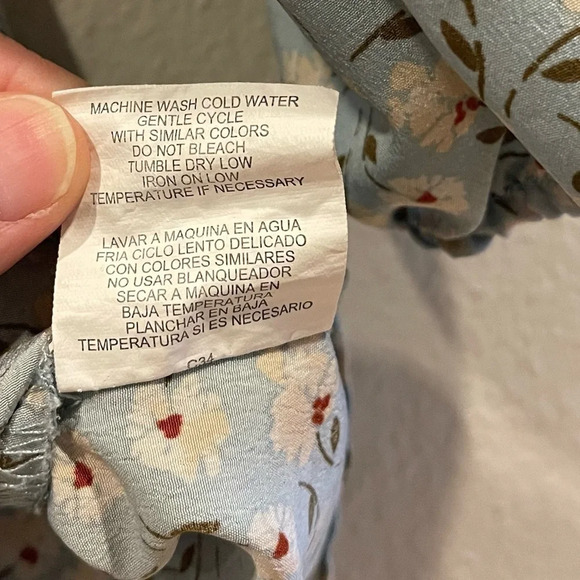 MACHINE WASH COLD WATER
GENTLE CYCLE
WITH SIMILAR COLORS
DO NOT BLEACH
TUMBLE DRY LOW
IRON ON LOW
TEMPERATURE IF NECESSARY
LAVAR A MAQUINA EN AGUA
FRIA CICLO LENTO DELICADO
CON COLORES SIMILARES
NO USAR BLANQUEADOR
SECAR A MAQUINA EN
BAJA TEMPERATURA
PLANCHAR EN BAJA
TEMPERATURA SI ES NECESARIO
C34